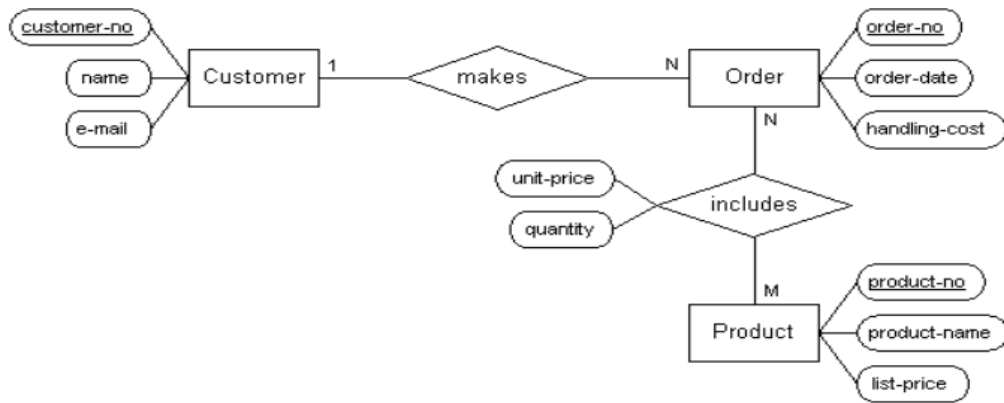 customer-no
name
e-mail
Customer
1
makes
N
Order
order-no
order-date
handling-cost
N
unit-price
quantity
includes
M
Product
product-no
product-name
list-price